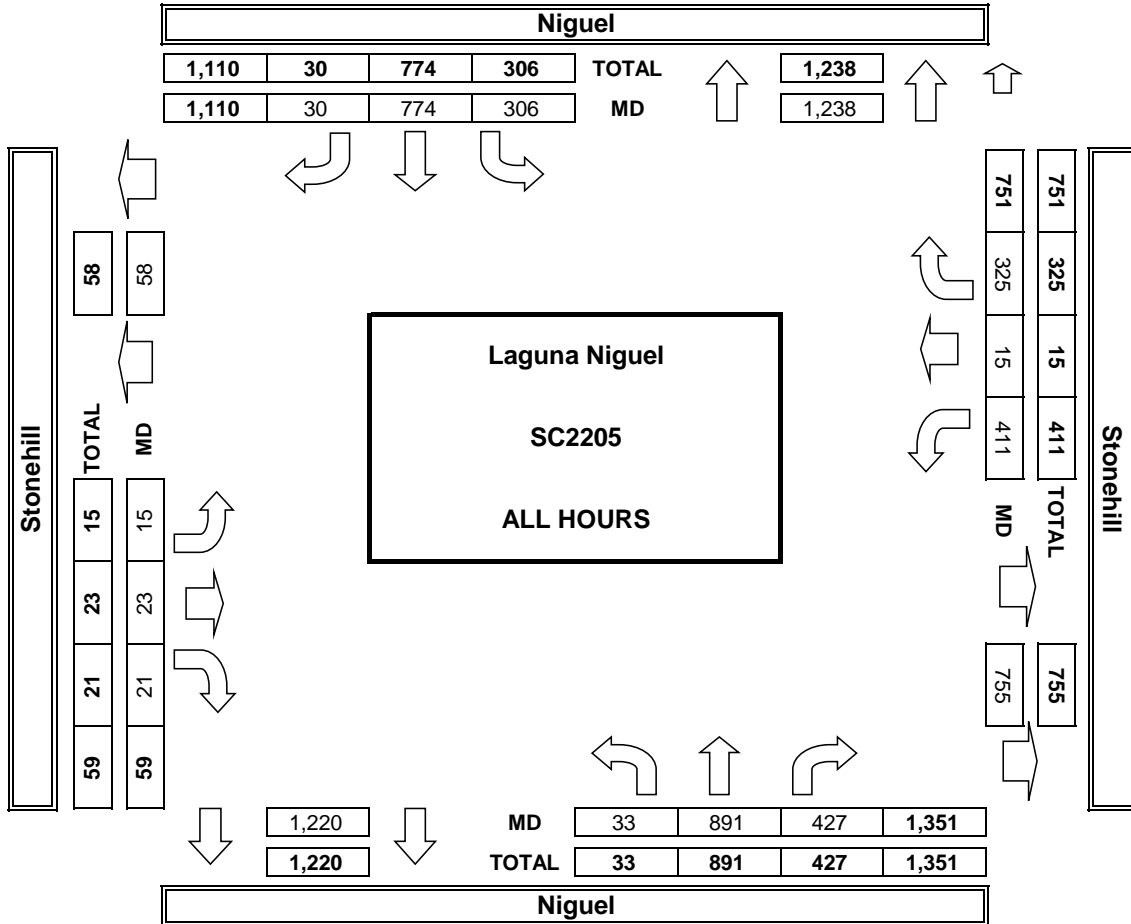 Niguel
1,110 30 774 306 TOTAL 1,238
1,110 30 774 306 MD 1,238
Stonehill
58 58
TOTAL MD
15 15
23 23
21 21
59 59
Laguna Niguel
SC2205
ALL HOURS
751 751
325 325
15 15
411 411
MD TOTAL
755 755
Stonehill
1,220 MD 33 891 427 1,351
1,220 TOTAL 33 891 427 1,351
Niguel